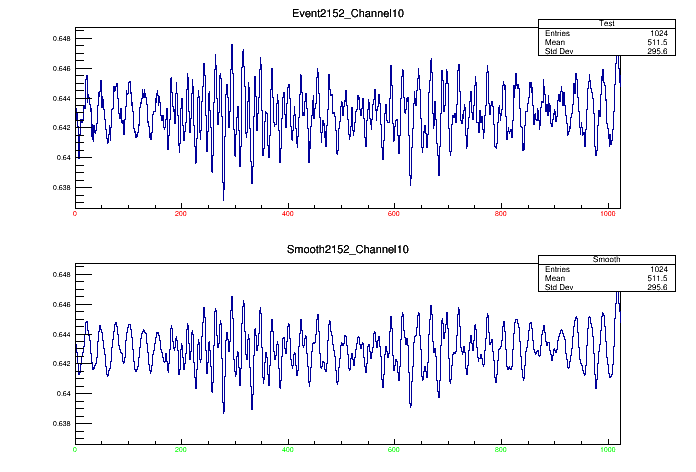 Event2152_Channel10
Test
Entries 1024
Mean 511.5
Std Dev 295.6
0.648
0.646
0.644
0.642
0.64
0.638
0 200 400 600 800 1000
Smooth2152_Channel10
Smooth
Entries 1024
Mean 511.5
Std Dev 295.6
0.648
0.646
0.644
0.642
0.64
0.638
0 200 400 600 800 1000